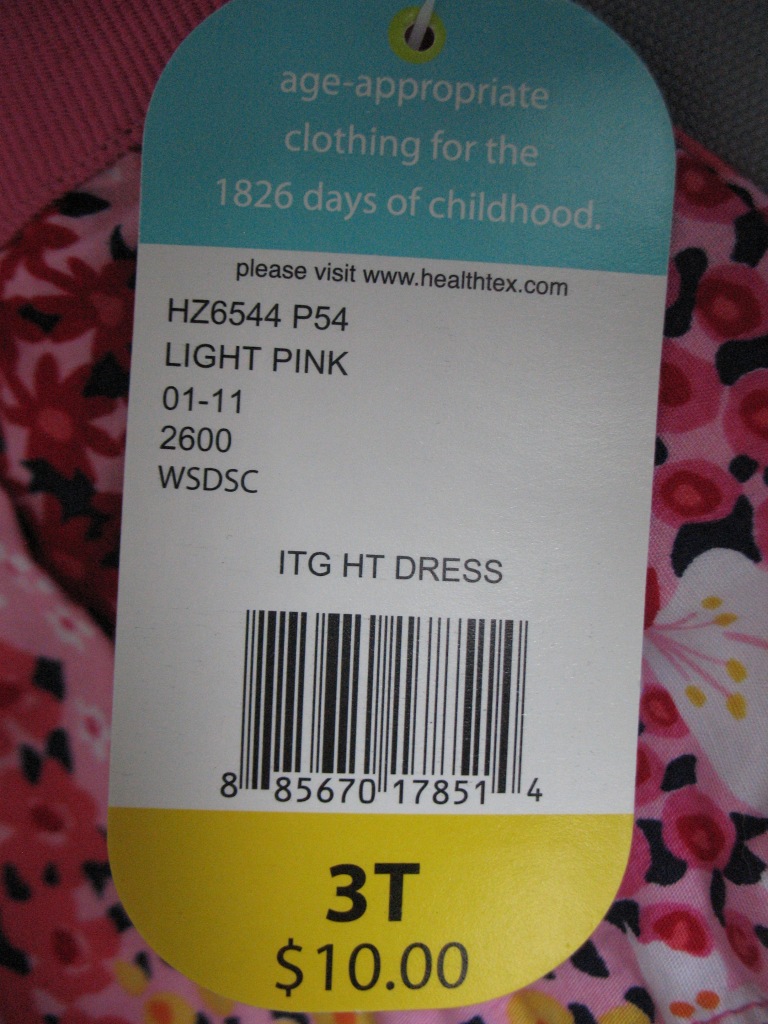 age-appropriate
clothing for the
1826 days of childhood.
please visit www.healthtex.com
HZ6544 P54
LIGHT PINK
01-11
2600
WSDSC
ITG HT DRESS
8 85670 17851 4
3T
$10.00